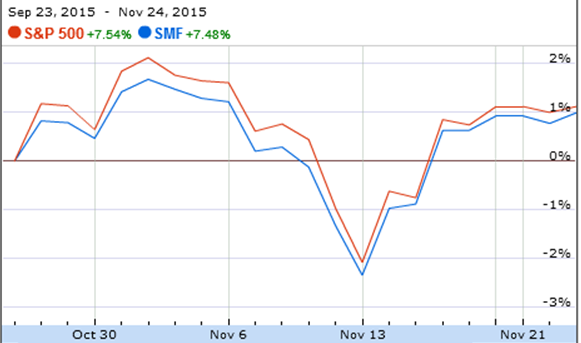 Sep 23, 2015 - Nov 24, 2015
S&P 500 +7.54% SMF +7.48%
2%
1%
0%
-1%
-2%
-3%
Oct 30 Nov 6 Nov 13 Nov 21